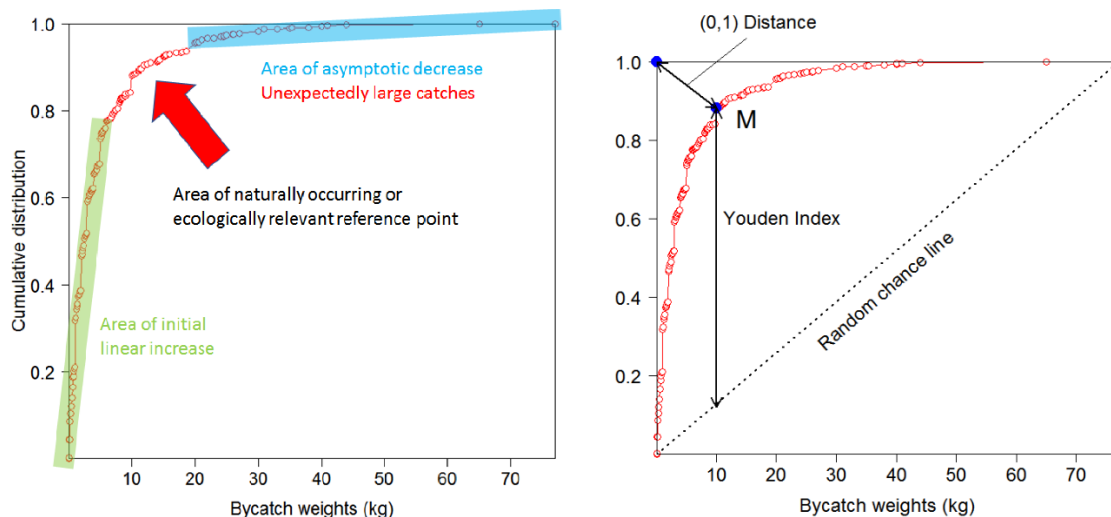 1.0
0.8
0.6
0.4
0.2
Cumulative distribution
Area of asymptotic decrease
Unexpectedly large catches
Area of naturally occurring or
ecologically relevant reference point
Area of initial
linear increase
10 20 30 40 50 60 70
Bycatch weights (kg)
(0,1) Distance
1.0
0.8
0.6
0.4
0.2
M
Youden Index
Random chance line
10 20 30 40 50 60 70
Bycatch weights (kg)